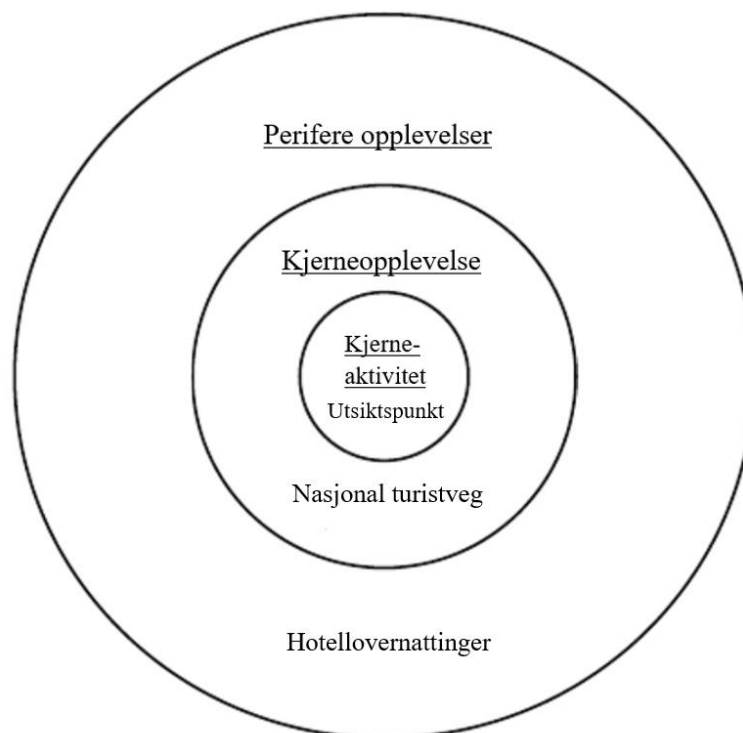 Perifere opplevelser
Kjerneopplevelse
Kjerne-
aktivitet
Utsiktspunkt
Nasjonal turistveg
Hotellovernattinger